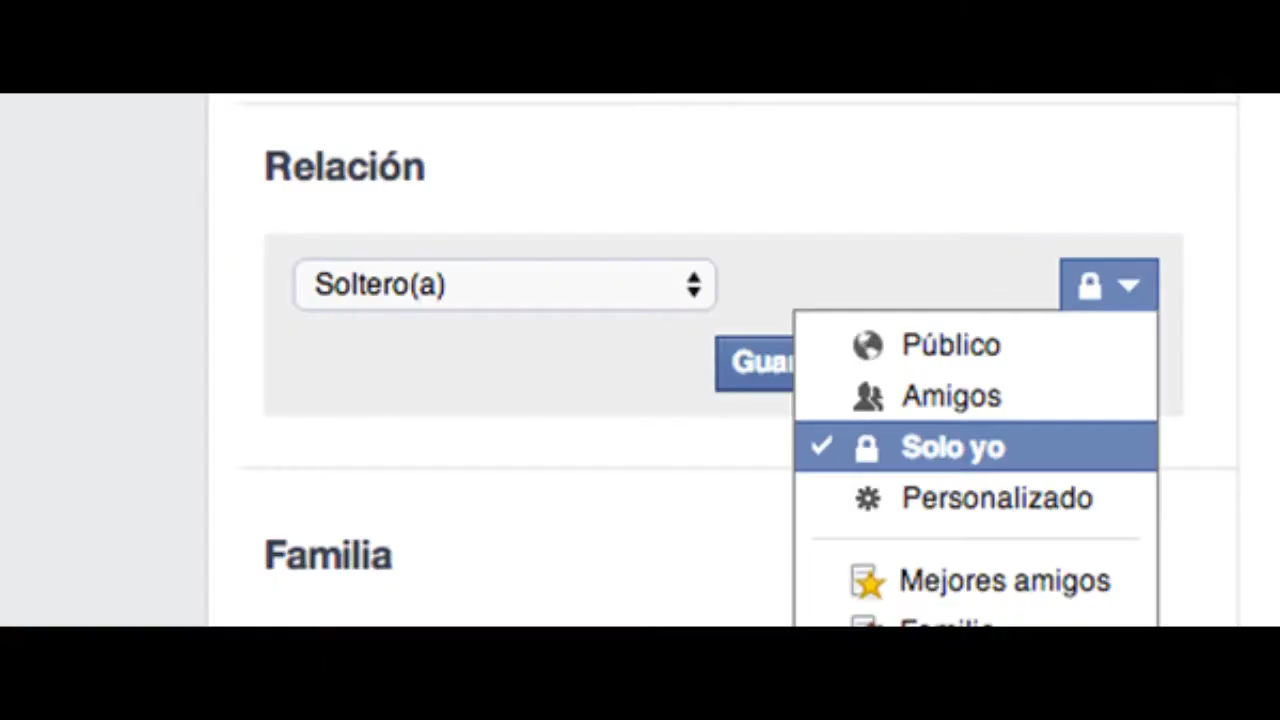 Relación
Soltero(a)
Público
Amigos
Solo yo
Personalizado
Familia
Mejores amigos